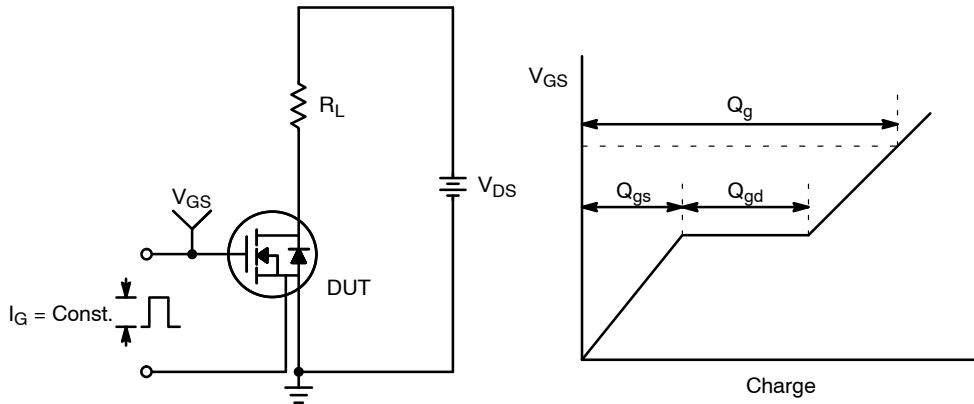 R_L
V_GS
V_DS
DUT
I_G = Const.
V_GS
Q_g
Q_gs
Q_gd
Charge